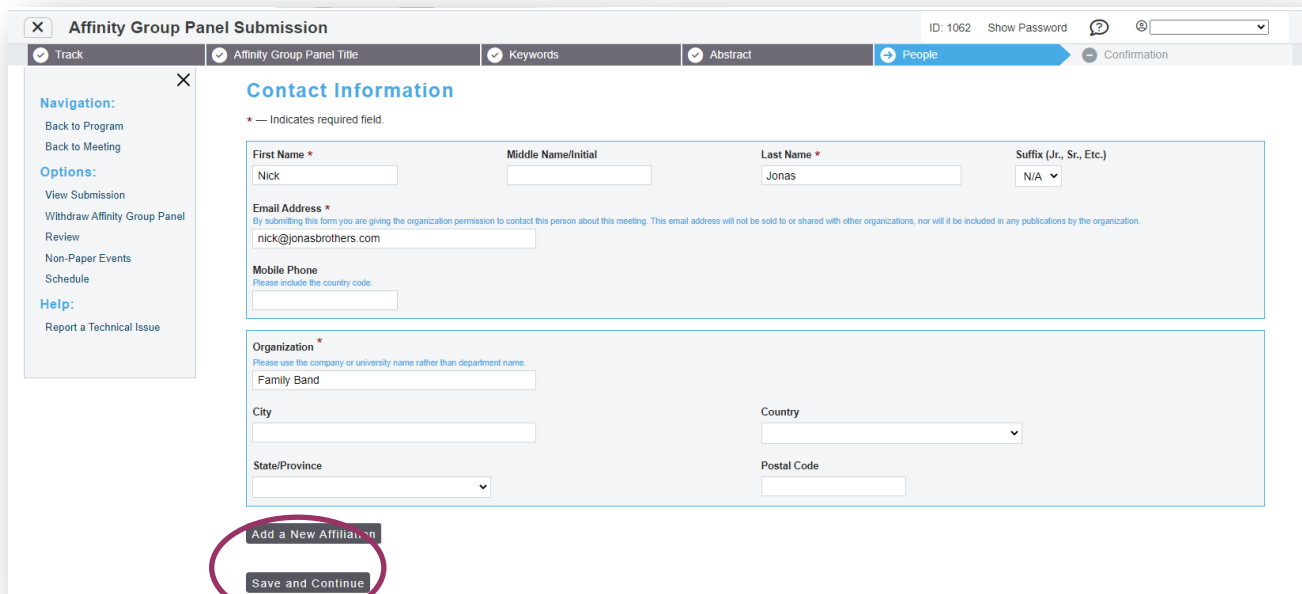 Affinity Group Panel Submission
ID: 1062 Show Password
Track Affinity Group Panel Title Keywords Abstract People Confirmation
Navigation:
Back to Program
Back to Meeting
Options:
View Submission
Withdraw Affinity Group Panel
Review
Non-Paper Events
Schedule
Help:
Report a Technical Issue
Contact Information
* — Indicates required field.
First Name * Middle Name/Initial Last Name * Suffix (Jr., Sr., Etc.)
Nick Jonas N/A
Email Address *
By submitting this form you are giving the organization permission to contact this person about this meeting. This email address will not be sold to or shared with other organizations, nor will it be included in any publications by the organization.
nick@jonasbrothers.com
Mobile Phone
Please include the country code.
Organization *
Please use the company or university name rather than department name.
Family Band
City Country
State/Province Postal Code
Add a New Affiliation
Save and Continue